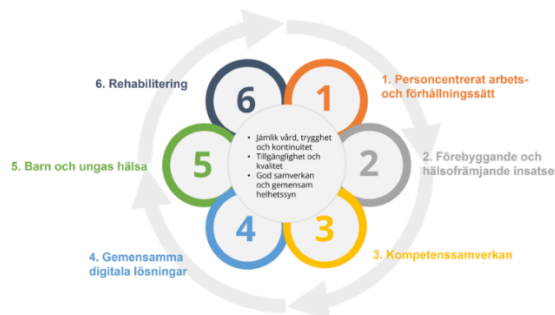 6. Rehabilitering
1. Personcentrerat arbets-
och förhållningssätt
6
1
• Jämlik vård, trygghet
och kontinuitet
• Tillgänglighet och
kvalitet
• God samverkan
och gemensam
helhetssyn
5. Barn och ungas hälsa
5
2
2. Förebyggande och
hälsofrämjande insatse
4
3
4. Gemensamma
digitala lösningar
3. Kompetenssamverkan